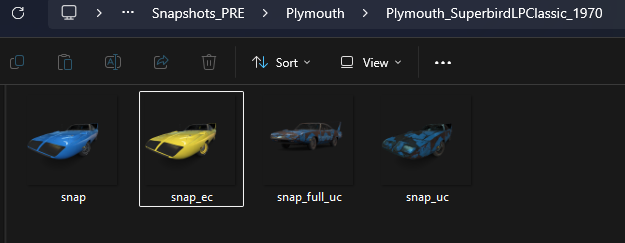 Snapshots_PRE > Plymouth > Plymouth_SuperbirdLPClassic_1970
Sort View
snap snap_ec snap_full_uc snap_uc